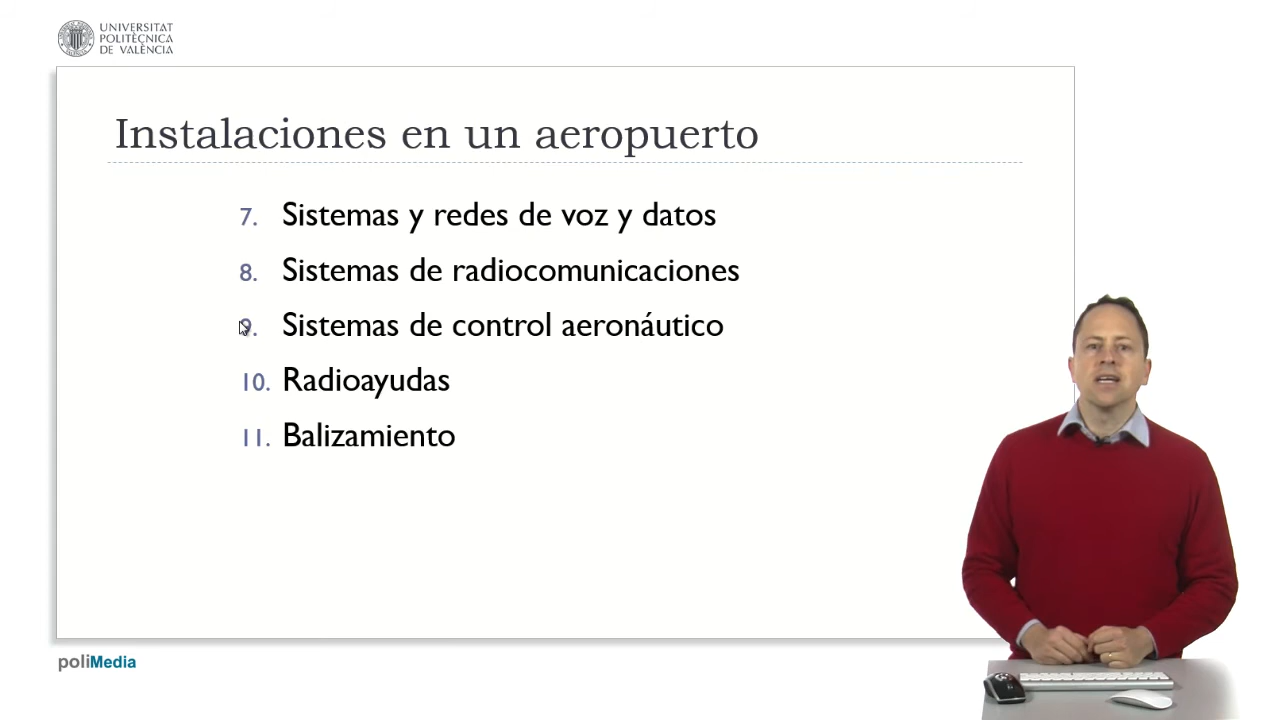 UNIVERSITAT
POLITÈCNICA
DE VALÈNCIA
Instalaciones en un aeropuerto
7. Sistemas y redes de voz y datos
8. Sistemas de radiocomunicaciones
9. Sistemas de control aeronáutico
10. Radioayudas
11. Balizamiento
poliMedia